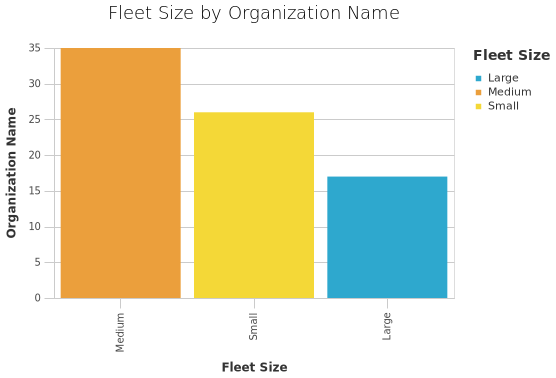 Fleet Size by Organization Name
Organization Name
35
30
25
20
15
10
5
0
Medium
Small
Large
Fleet Size
Fleet Size
Large
Medium
Small